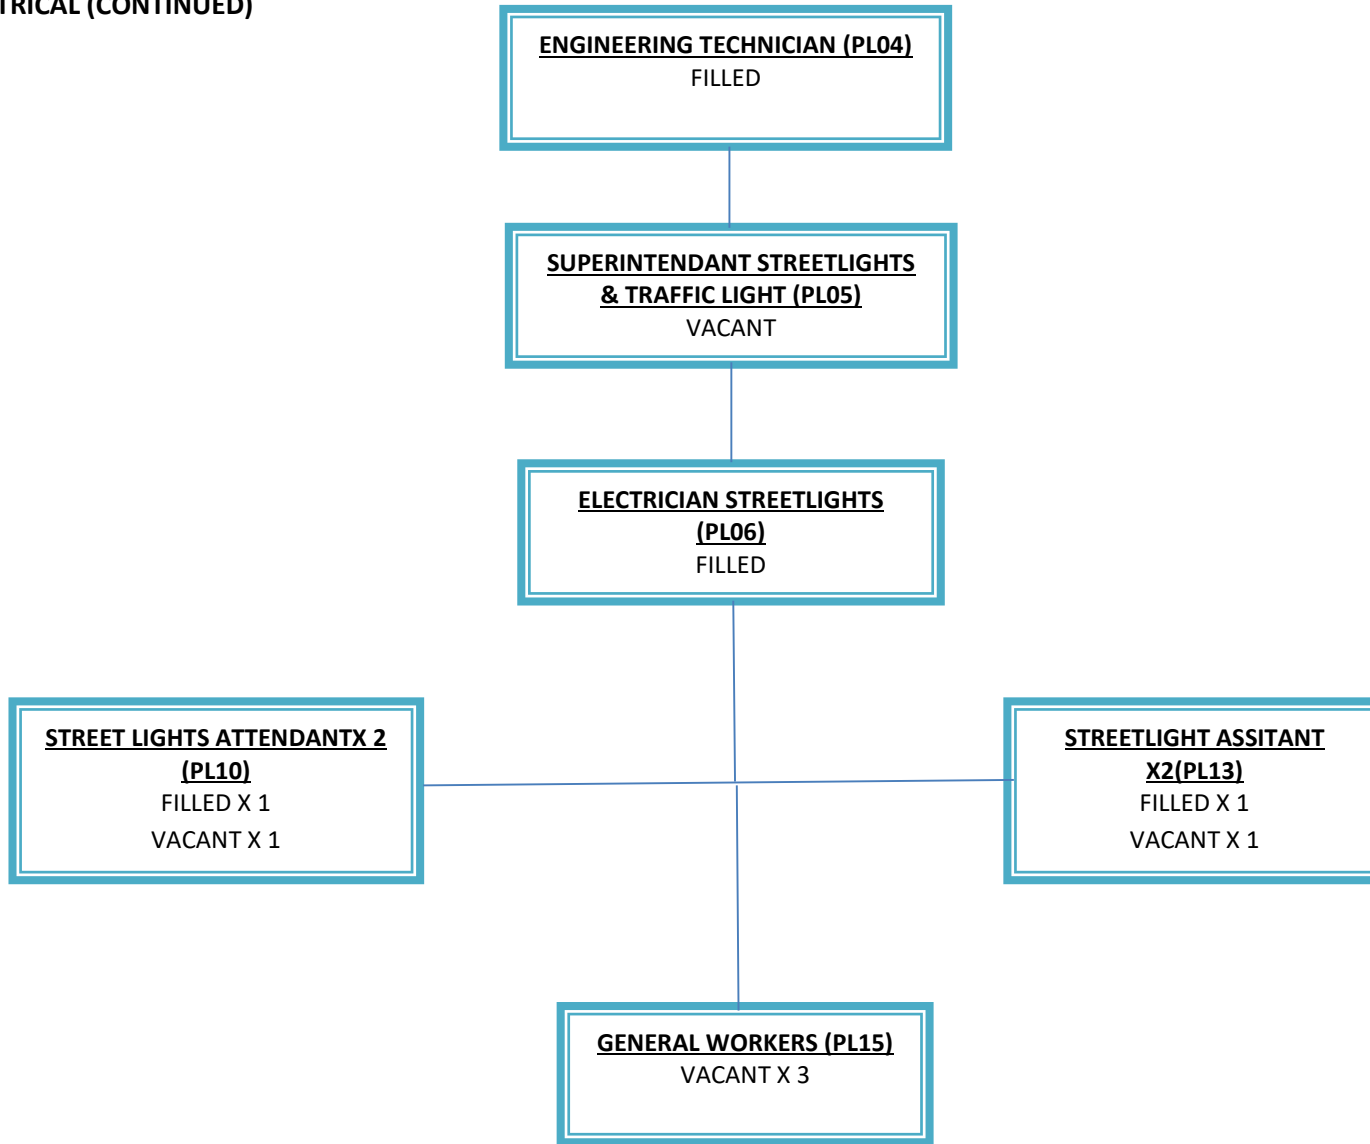 TRICAL (CONTINUED)
ENGINEERING TECHNICIAN (PL04)
FILLED
SUPERINTENDANT STREETLIGHTS
& TRAFFIC LIGHT (PL05)
VACANT
ELECTRICIAN STREETLIGHTS
(PL06)
FILLED
STREET LIGHTS ATTENDANTX 2
(PL10)
FILLED X 1
VACANT X 1
STREETLIGHT ASSITANT
X2(PL13)
FILLED X 1
VACANT X 1
GENERAL WORKERS (PL15)
VACANT X 3